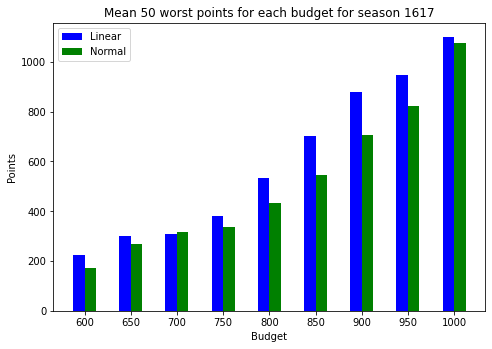 Mean 50 worst points for each budget for season 1617
Linear
Normal
1000
800
600
400
200
0
Points
600 650 700 750 800 850 900 950 1000
Budget